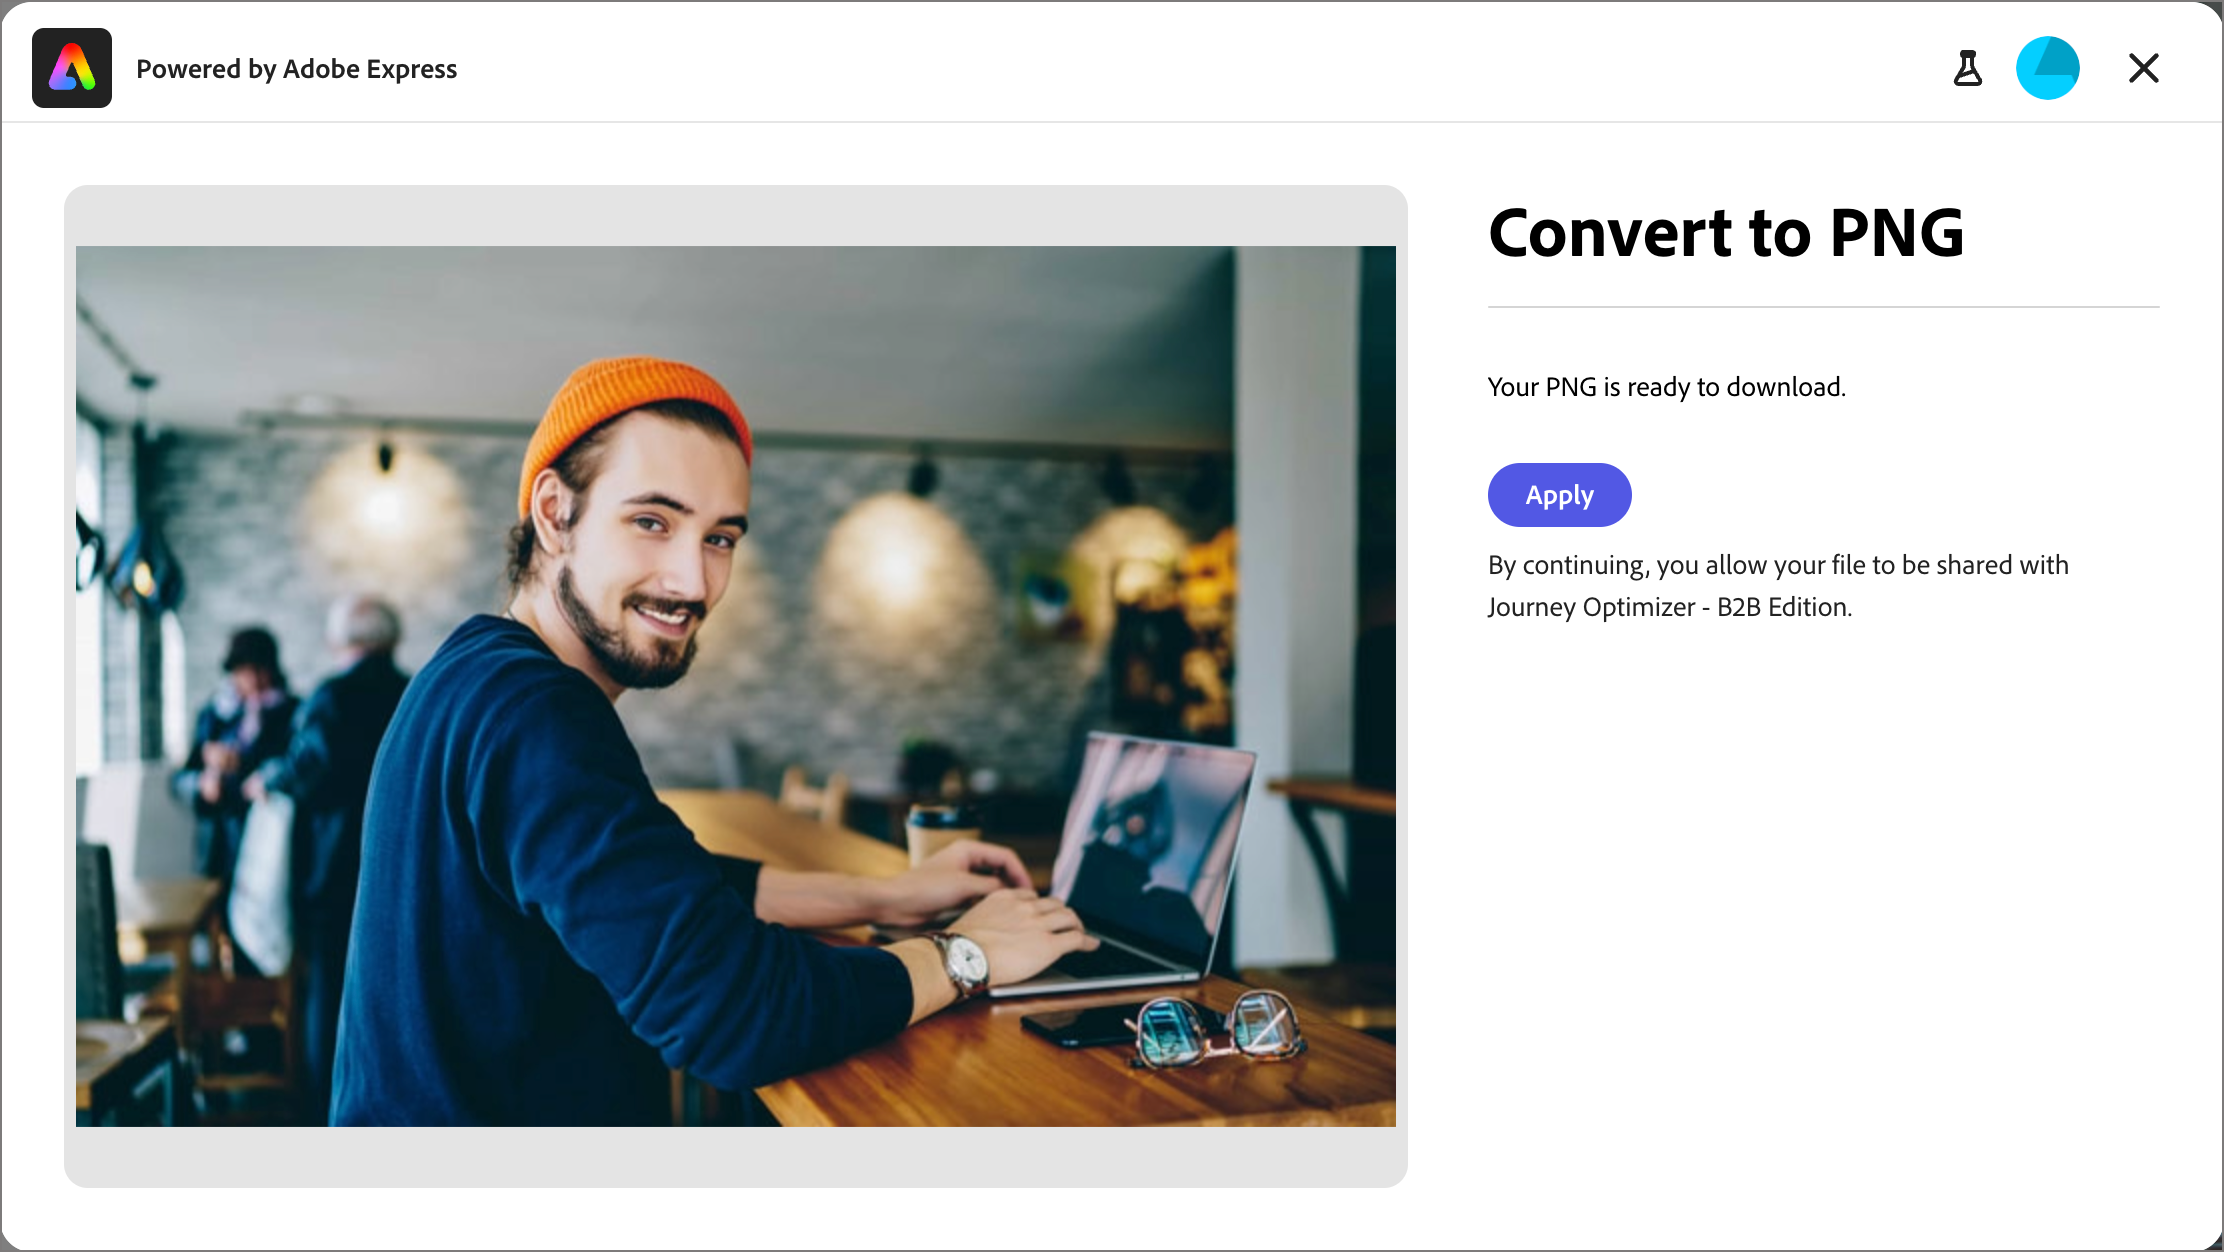 Powered by Adobe Express
Convert to PNG
Your PNG is ready to download.
Apply
By continuing, you allow your file to be shared with
Journey Optimizer - B2B Edition.